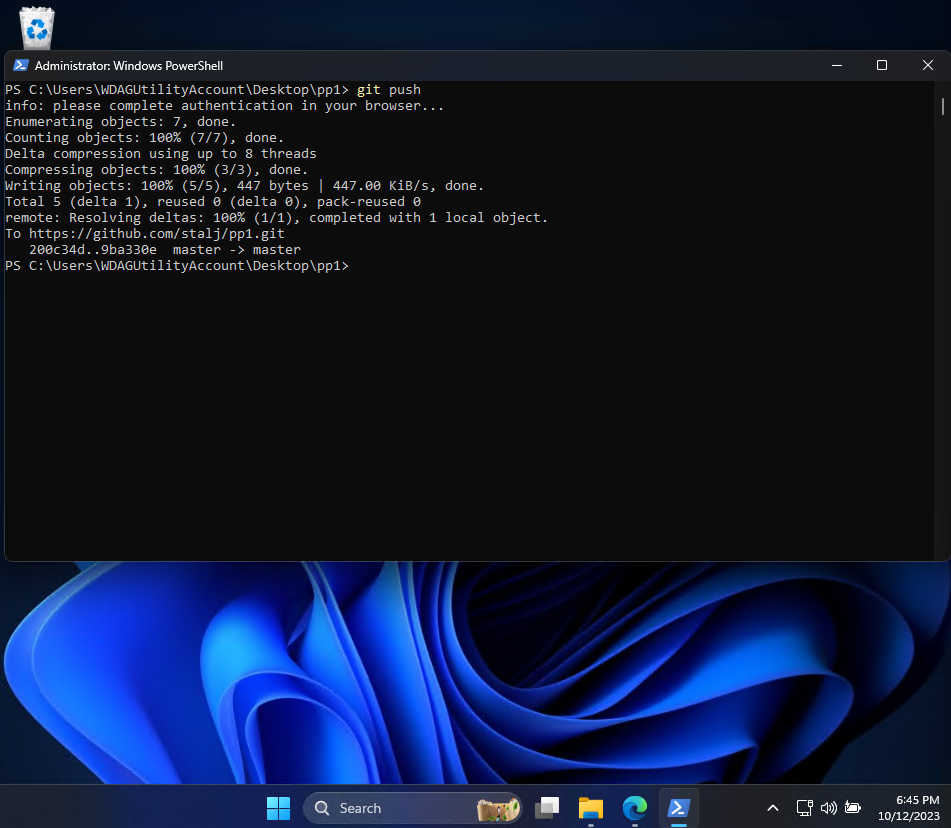 Administrator: Windows PowerShell
PS C:\Users\WDAGUtilityAccount\Desktop\pp1> git push
info: please complete authentication in your browser...
Enumerating objects: 7, done.
Counting objects: 100% (7/7), done.
Delta compression using up to 8 threads
Compressing objects: 100% (3/3), done.
Writing objects: 100% (5/5), 447 bytes | 447.00 KiB/s, done.
Total 5 (delta 1), reused 0 (delta 0), pack-reused 0
remote: Resolving deltas: 100% (1/1), completed with 1 local object.
To https://github.com/stalj/pp1.git
   200c34d..9ba330e  master -> master
PS C:\Users\WDAGUtilityAccount\Desktop\pp1>
Search
6:45 PM
10/12/2023